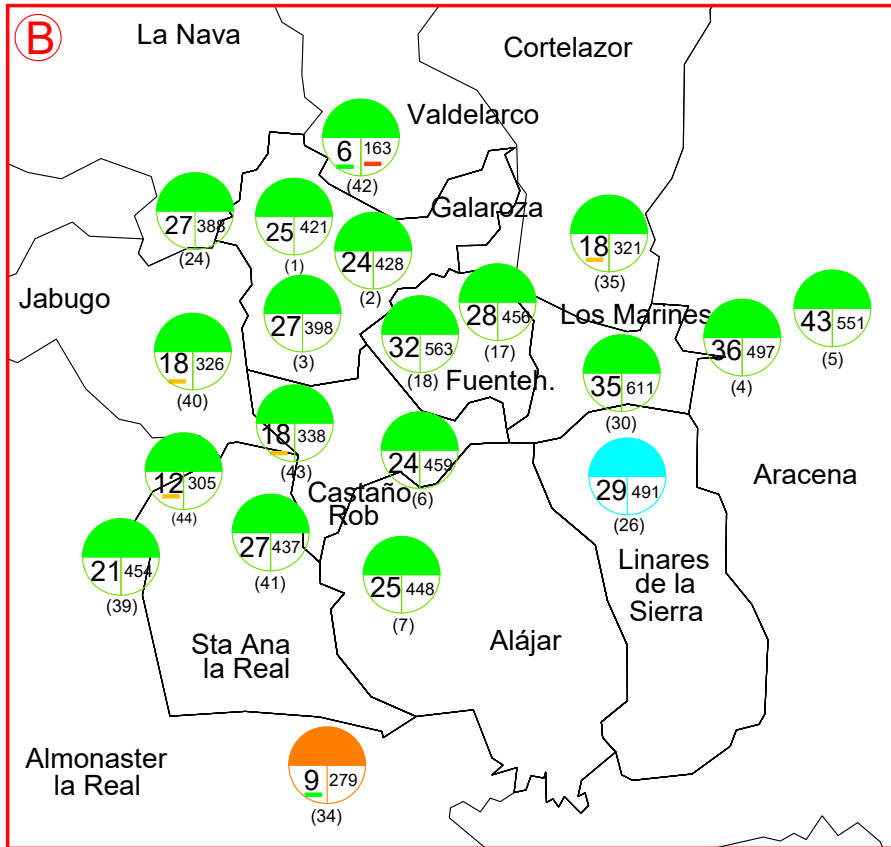 B
La Nava
Cortelazor
Valdelarco
6 163
(42)
Galaroza
27 388
(24)
25 421
(1)
24 428
(2)
18 321
(35)
Jabugo
27 398
(3)
28 456
(17)
Los Marines
43 551
(5)
32 563
(18)
36 497
(4)
18 326
(40)
Fuenteh.
35 611
(30)
18 338
(43)
24 459
(6)
12 305
(44)
29 491
(26)
Aracena
Castaño
Rob
27 437
(41)
21 454
(39)
25 448
(7)
Linares
de la
Sierra
Sta Ana
la Real
Alájar
Almonaster
la Real
9 279
(34)